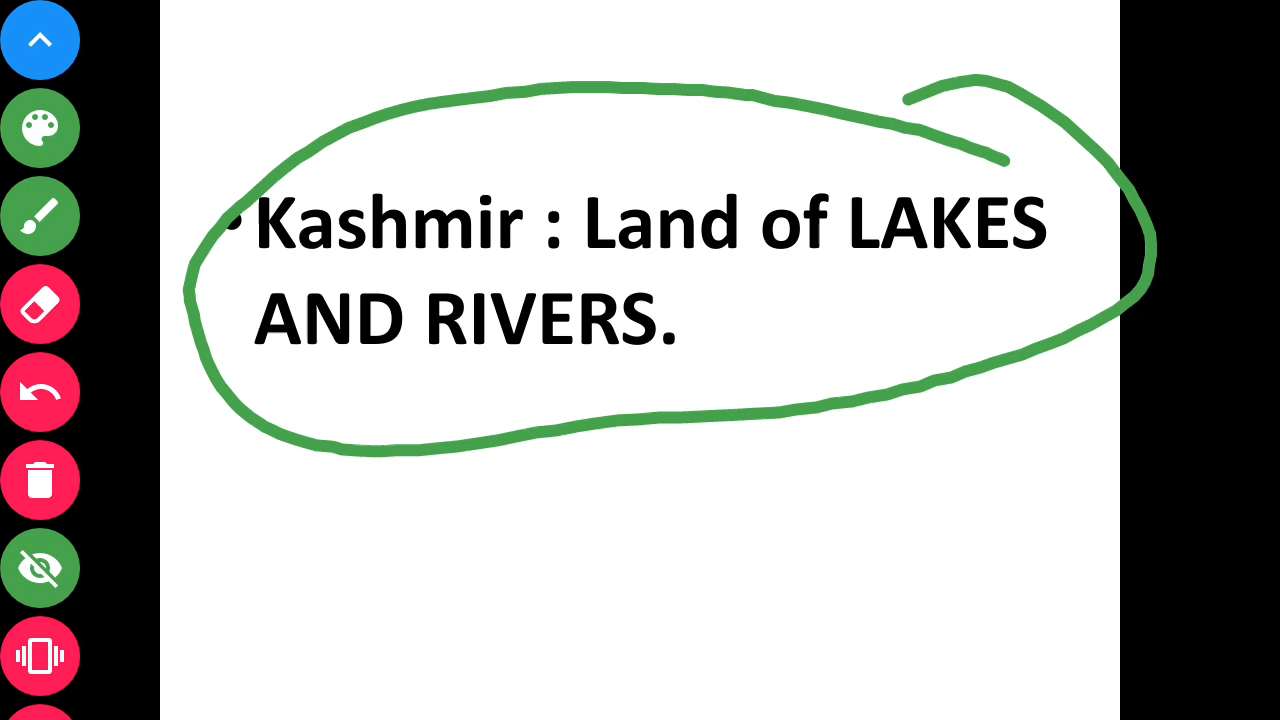 • Kashmir : Land of LAKES
AND RIVERS.